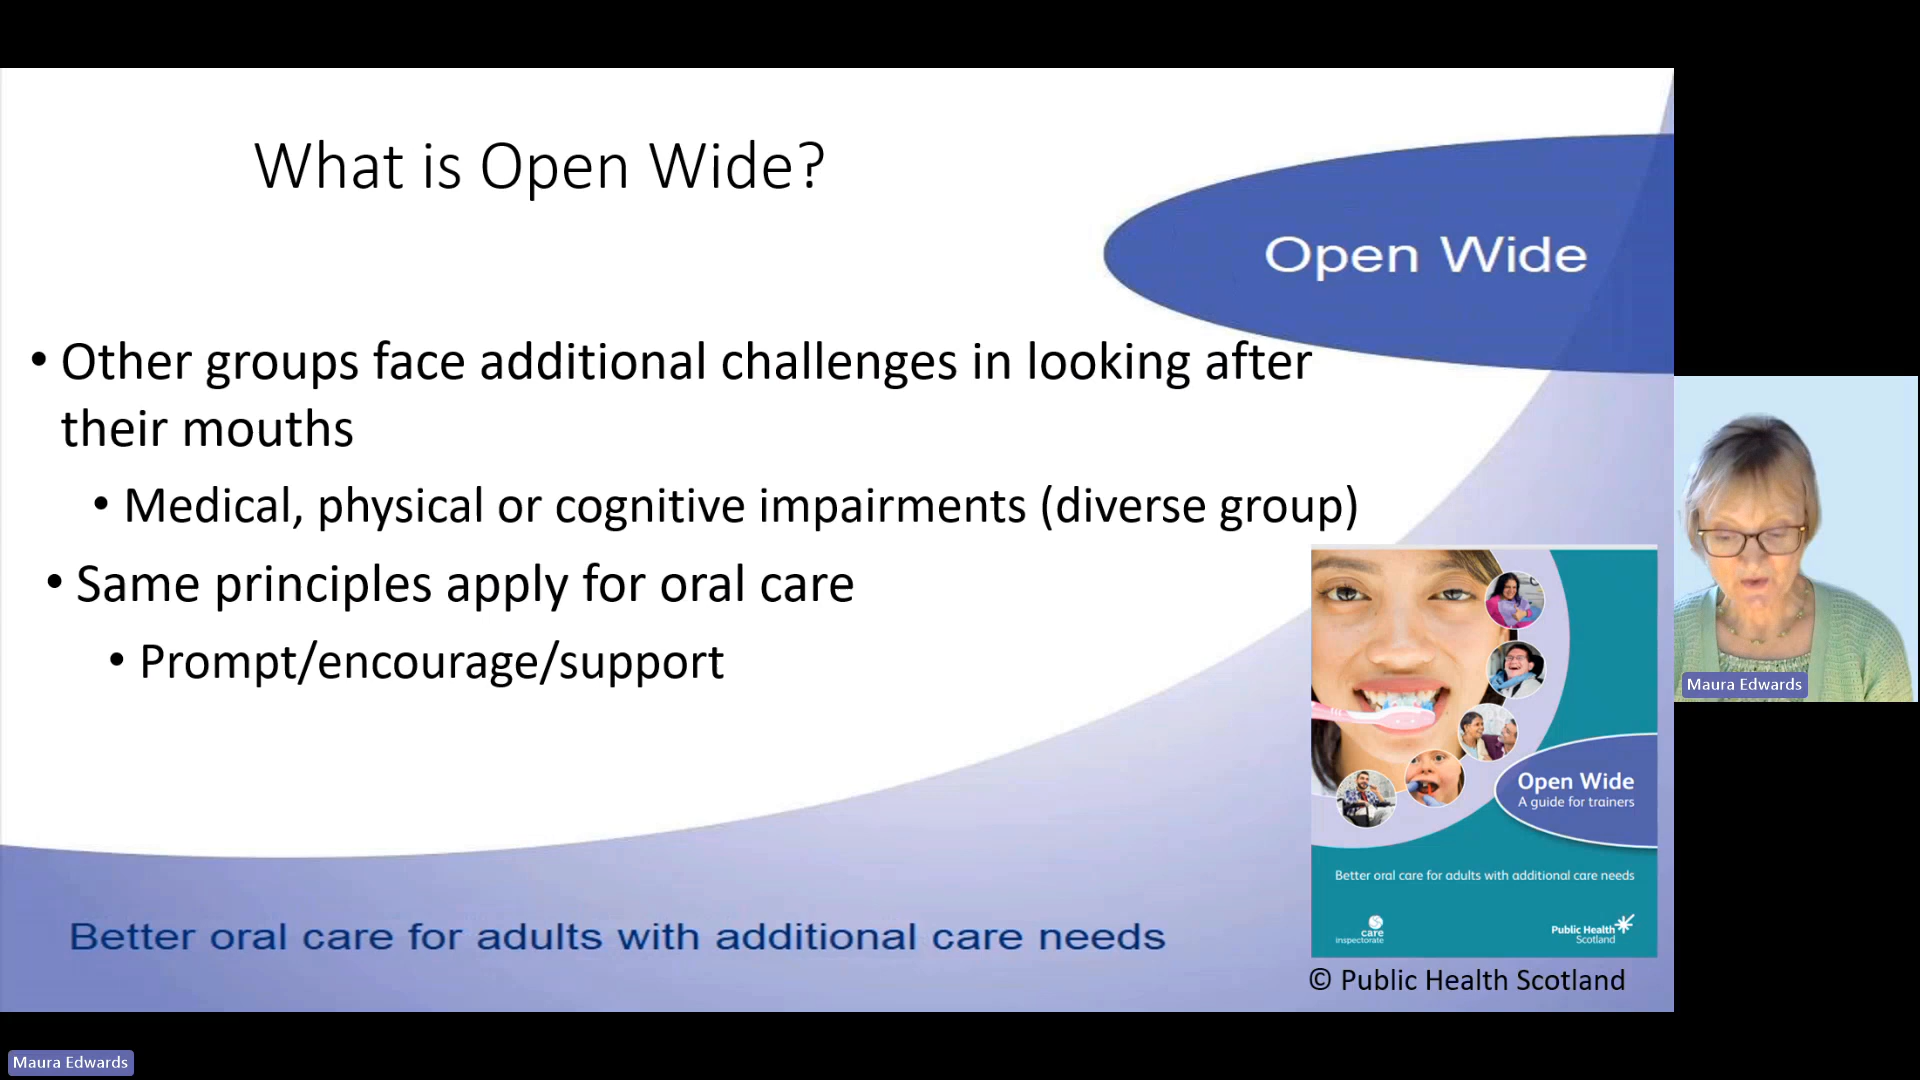 What is Open Wide?
Open Wide
• Other groups face additional challenges in looking after
their mouths
• Medical, physical or cognitive impairments (diverse group)
• Same principles apply for oral care
• Prompt/encourage/support
Open Wide
A guide for trainers
Better oral care for adults with additional care needs
care
inspectorate
Public Health
Scotland
Better oral care for adults with additional care needs
© Public Health Scotland
Maura Edwards
Maura Edwards